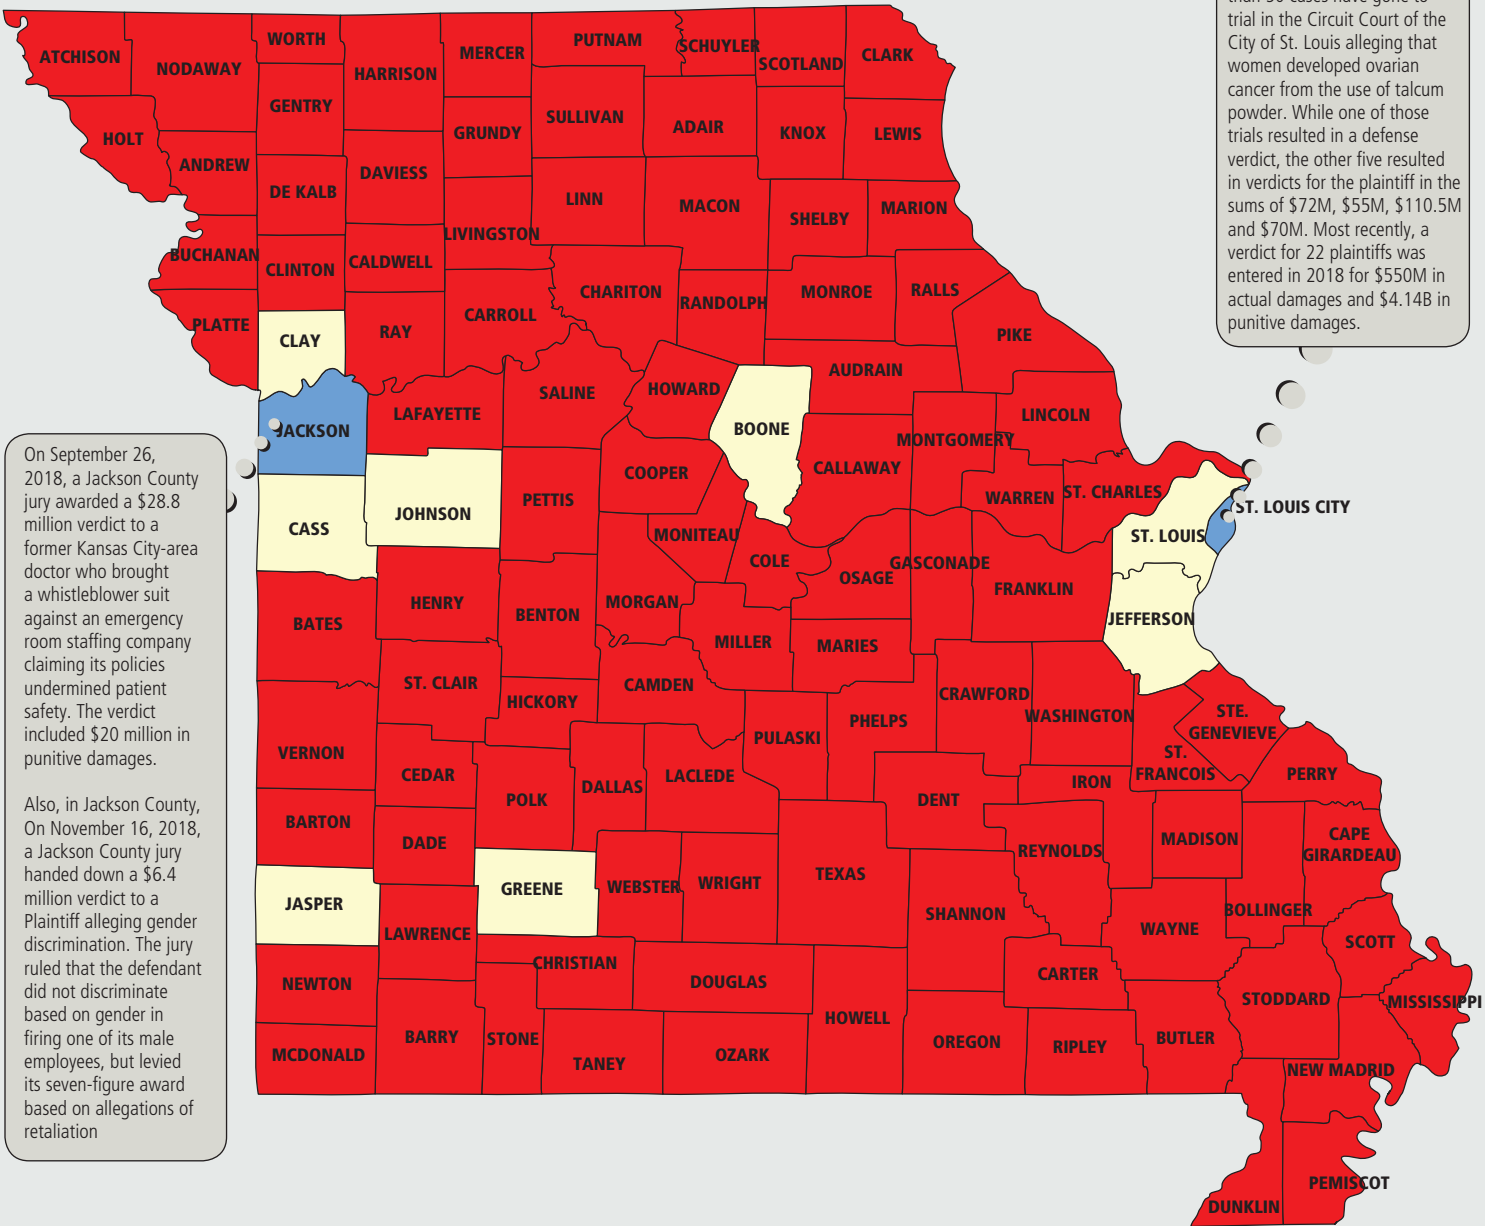 trial in the Circuit Court of the
City of St. Louis alleging that
women developed ovarian
cancer from the use of talcum
powder. While one of those
trials resulted in a defense
verdict, the other five resulted
in verdicts for the plaintiff in the
sums of $72M, $55M, $110.5M
and $70M. Most recently, a
verdict for 22 plaintiffs was
entered in 2018 for $550M in
actual damages and $4.14B in
punitive damages.
ATCHISON
NODAWAY
WORTH
HARRISON
MERCER
PUTNAM
SCHUYLER
SCOTLAND
CLARK
GENTRY
HOLT
ANDREW
DE KALB
DAVIESS
GRUNDY
SULLIVAN
ADAIR
KNOX
LEWIS
LINN
MACON
SHELBY
MARION
LIVINGSTON
BUCHANAN
CLINTON
CALDWELL
CHARITON
RANDOLPH
MONROE
RALLS
PLATTE
CLAY
RAY
CARROLL
PIKE
AUDRAIN
JACKSON
LAFAYETTE
SALINE
HOWARD
BOONE
CALLAWAY
MONTGOMERY
LINCOLN
COOPER
WARREN
ST. CHARLES
CASS
JOHNSON
PETTIS
MONITEAU
COLE
OSAGE
GASCONADE
FRANKLIN
ST. LOUIS
ST. LOUIS CITY
JEFFERSON
BATES
HENRY
BENTON
MORGAN
MILLER
MARIES
ST. CLAIR
HICKORY
CAMDEN
PULASKI
PHELPS
CRAWFORD
WASHINGTON
STE.
GENEVIEVE
ST.
FRANCOIS
VERNON
CEDAR
POLK
DALLAS
LACLEDE
DENT
IRON
PERRY
BARTON
DADE
REYNOLDS
MADISON
CAPE
GIRARDEAU
JASPER
GREENE
WEBSTER
WRIGHT
TEXAS
SHANNON
WAYNE
BOLLINGER
SCOTT
LAWRENCE
NEWTON
CHRISTIAN
DOUGLAS
HOWELL
CARTER
STODDARD
MISSISSIPPI
MCDONALD
BARRY
STONE
TANEY
OZARK
OREGON
RIPLEY
BUTLER
NEW MADRID
PEMISCOT
DUNKLIN
On September 26,
2018, a Jackson County
jury awarded a $28.8
million verdict to a
former Kansas City-area
doctor who brought
a whistleblower suit
against an emergency
room staffing company
claiming its policies
undermined patient
safety. The verdict
included $20 million in
punitive damages.
Also, in Jackson County,
On November 16, 2018,
a Jackson County jury
handed down a $6.4
million verdict to a
Plaintiff alleging gender
discrimination. The jury
ruled that the defendant
did not discriminate
based on gender in
firing one of its male
employees, but levied
its seven-figure award
based on allegations of
retaliation